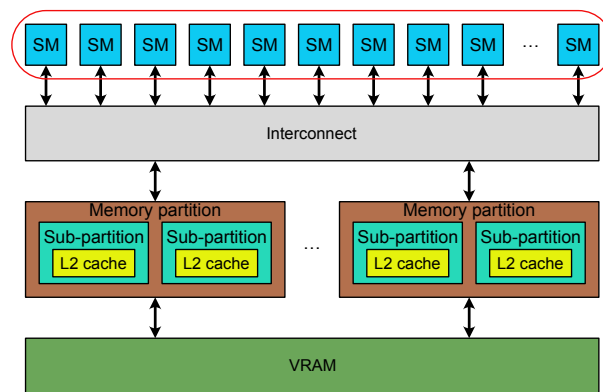 SM SM SM SM SM SM SM SM SM ... SM
Interconnect
Memory partition Memory partition
Sub-partition Sub-partition ... Sub-partition Sub-partition
L2 cache L2 cache L2 cache L2 cache
VRAM